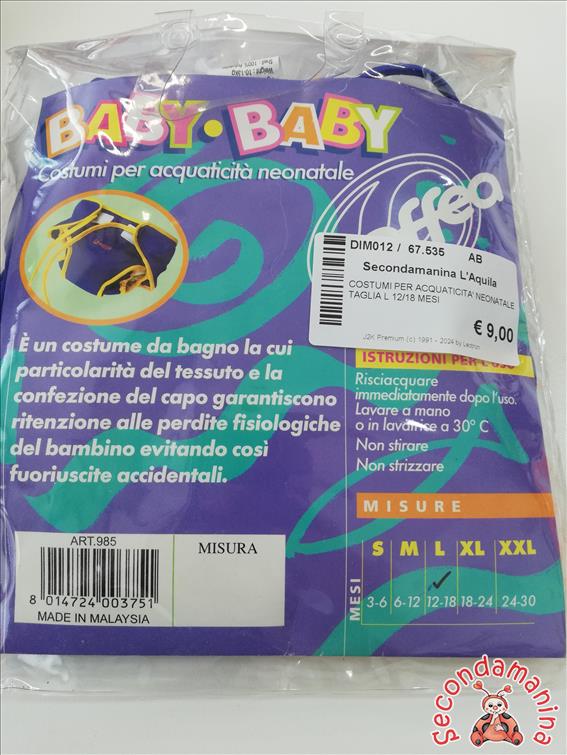 BABY•BABY
Costumi per acquaticità neonatale
effea
DIM012 / 67.535 AB
Secondamanina L'Aquila
COSTUMI PER ACQUATICITA' NEONATALE
TAGLIA L 12/18 MESI
€ 9,00
J2K Premium (c) 1991 - 2024 by Lectron
È un costume da bagno la cui
particolarità del tessuto e la
confezione del capo garantiscono
ritenzione alle perdite fisiologiche
del bambino evitando così
fuoriuscite accidentali.
ISTRUZIONI PER L'USO
Risciacquare
immediatamente dopo l'uso.
Lavare a mano
o in lavatrice a 30° C
Non stirare
Non strizzare
MISURE
S M L XL XXL
MESI
3-6 6-12 12-18 18-24 24-30
ART.985
8 014724 003751
MADE IN MALAYSIA
MISURA
secondamanina